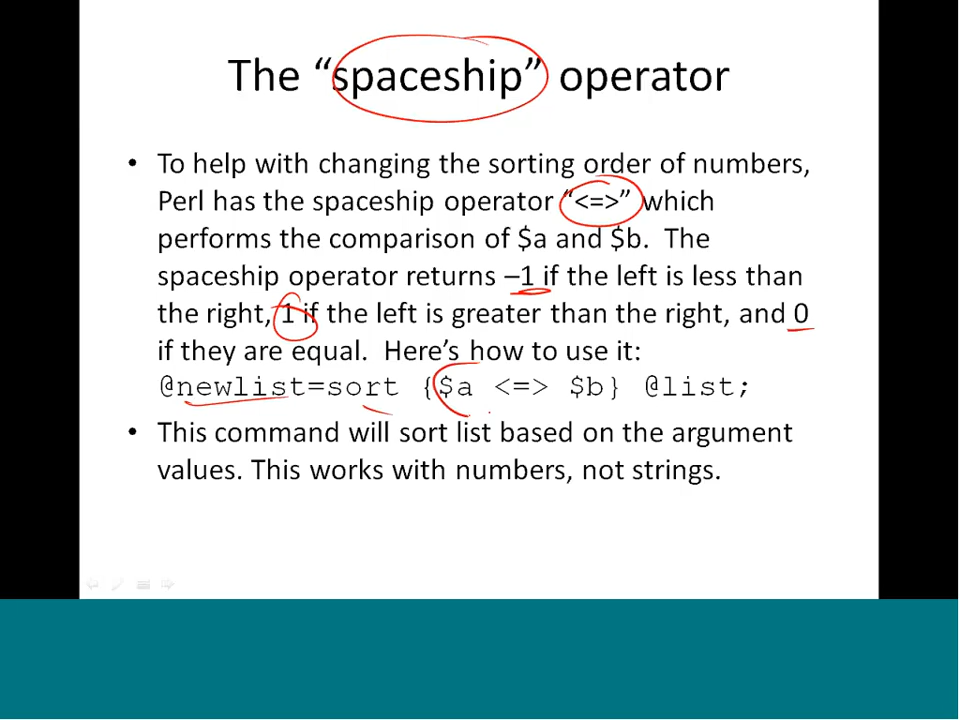 The “spaceship” operator
• To help with changing the sorting order of numbers,
Perl has the spaceship operator “<=>” which
performs the comparison of $a and $b.  The
spaceship operator returns –1 if the left is less than
the right, 1 if the left is greater than the right, and 0
if they are equal.  Here’s how to use it:
@newlist=sort {$a <=> $b} @list;
• This command will sort list based on the argument
values. This works with numbers, not strings.